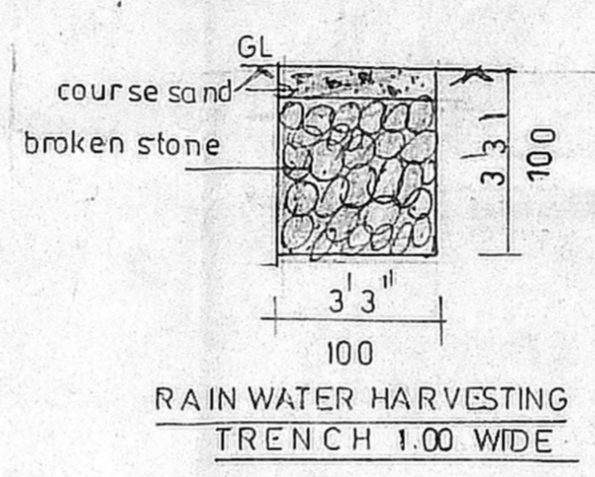 GL
course sand
broken stone
3'3"
100
3'3"
100
RAIN WATER HARVESTING
TRENCH 1.00 WIDE